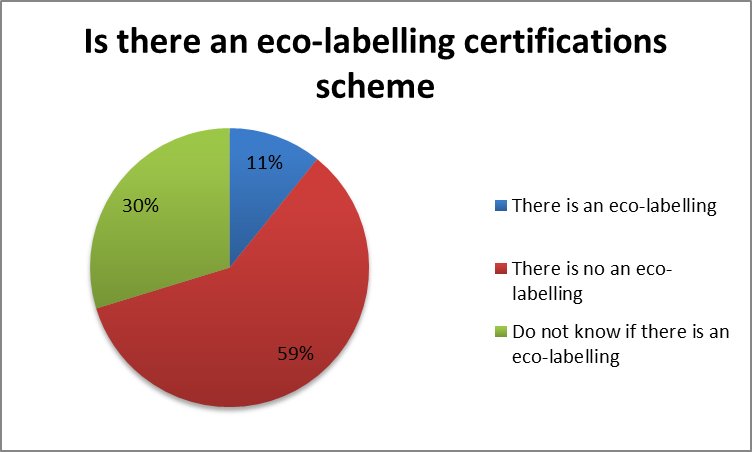 Is there an eco-labelling certifications
scheme
11%
30%
59%
There is an eco-labelling
There is no an eco-
labelling
Do not know if there is an
eco-labelling